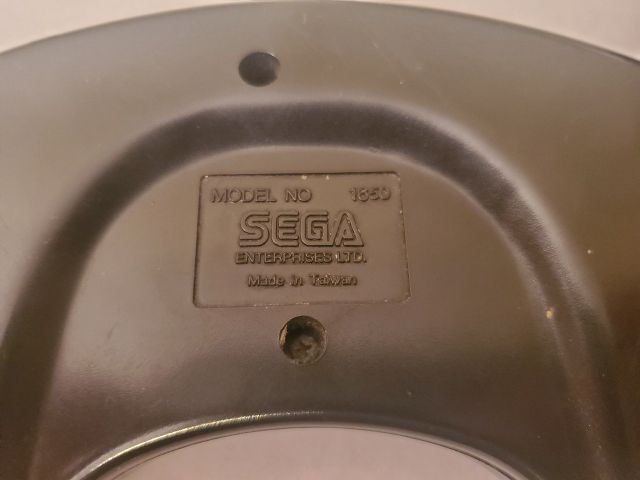 MODEL NO 1650
SEGA
ENTERPRISES LTD.
Made in Taiwan